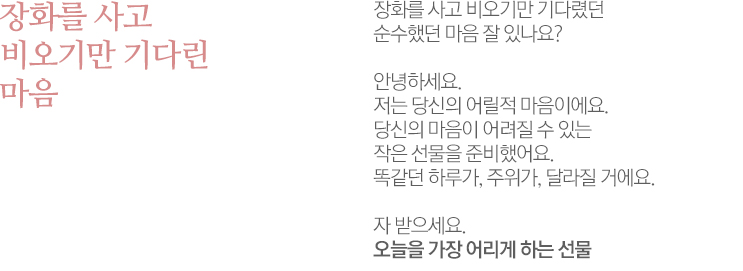 장화를 사고
비오기만 기다린
마음
장화를 사고 비오기만 기다렸던
순수했던 마음 잘 있나요?
안녕하세요.
저는 당신의 어릴적 마음이에요.
당신의 마음이 어려질 수 있는
작은 선물을 준비했어요.
똑같던 하루가, 주위가, 달라질 거에요.
자 받으세요.
오늘을 가장 어리게 하는 선물